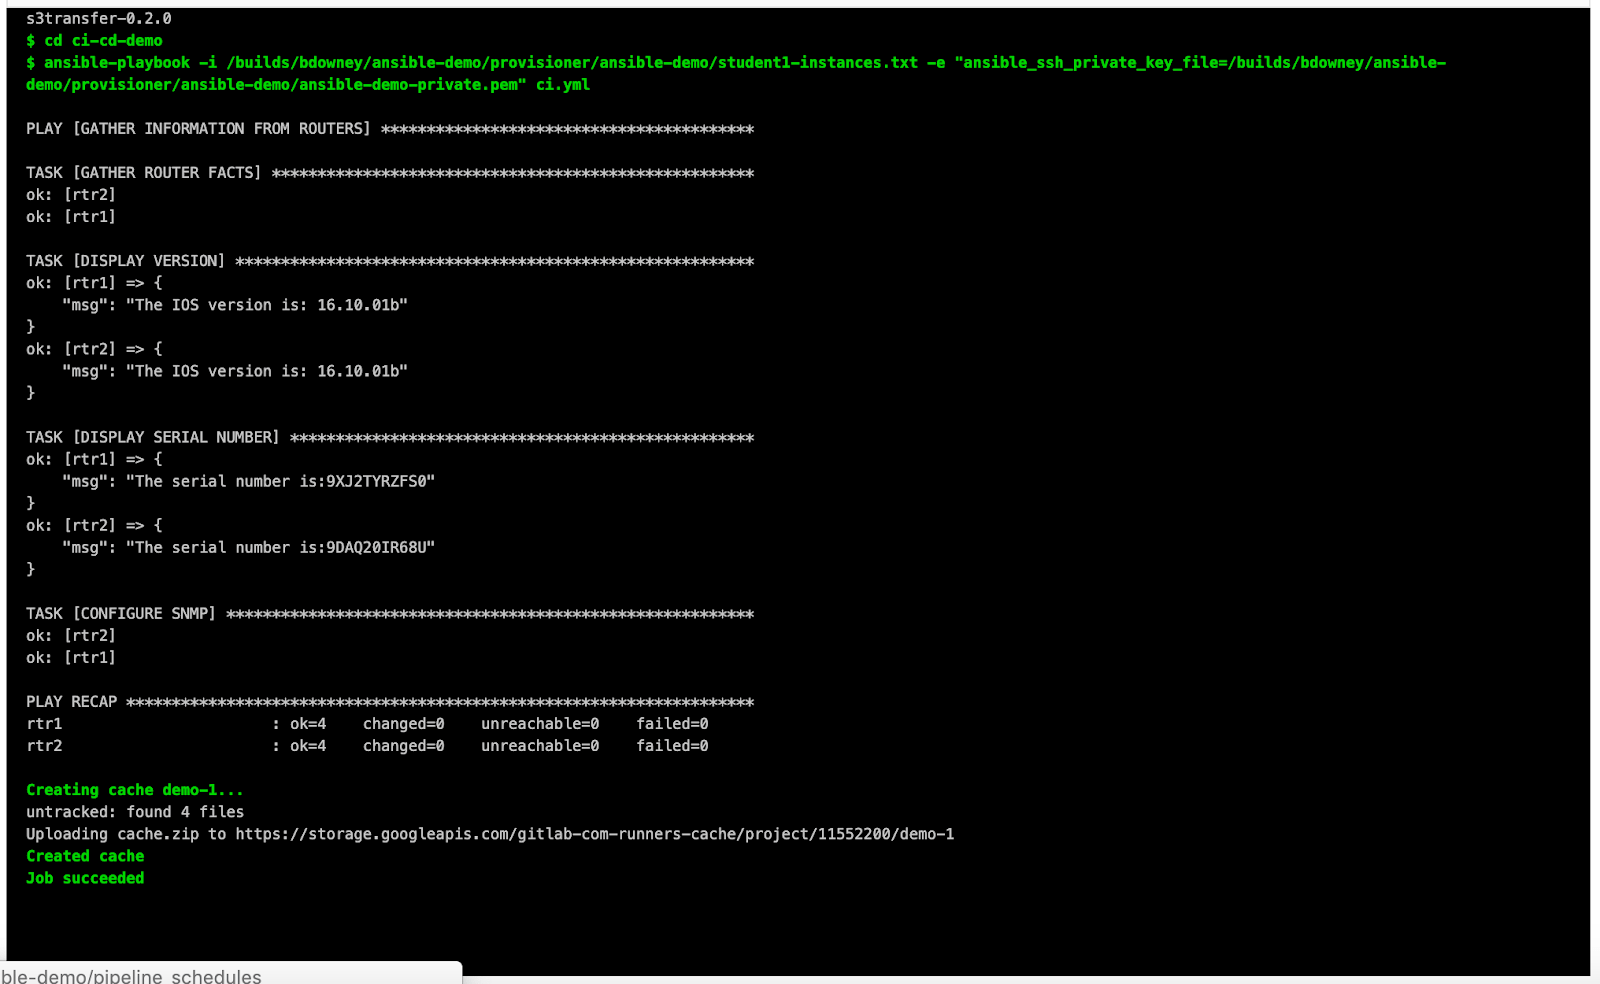 s3transfer-0.2.0
$ cd ci-cd-demo
$ ansible-playbook -i /builds/bdowney/ansible-demo/provisioner/ansible-demo/student1-instances.txt -e "ansible_ssh_private_key_file=/builds/bdowney/ansible-
demo/provisioner/ansible-demo/ansible-demo-private.pem" ci.yml
PLAY [GATHER INFORMATION FROM ROUTERS] *****************************************
TASK [GATHER ROUTER FACTS] *****************************************************
ok: [rtr2]
ok: [rtr1]
TASK [DISPLAY VERSION] *********************************************************
ok: [rtr1] => {
    "msg": "The IOS version is: 16.10.01b"
}
ok: [rtr2] => {
    "msg": "The IOS version is: 16.10.01b"
}
TASK [DISPLAY SERIAL NUMBER] ***************************************************
ok: [rtr1] => {
    "msg": "The serial number is:9XJ2TYRZFS0"
}
ok: [rtr2] => {
    "msg": "The serial number is:9DAQ20IR68U"
}
TASK [CONFIGURE SNMP] **********************************************************
ok: [rtr2]
ok: [rtr1]
PLAY RECAP *********************************************************************
rtr1                       : ok=4    changed=0    unreachable=0    failed=0
rtr2                       : ok=4    changed=0    unreachable=0    failed=0
Creating cache demo-1...
untracked: found 4 files
Uploading cache.zip to https://storage.googleapis.com/gitlab-com-runners-cache/project/11552200/demo-1
Created cache
Job succeeded
ble-demo/pipeline_schedules